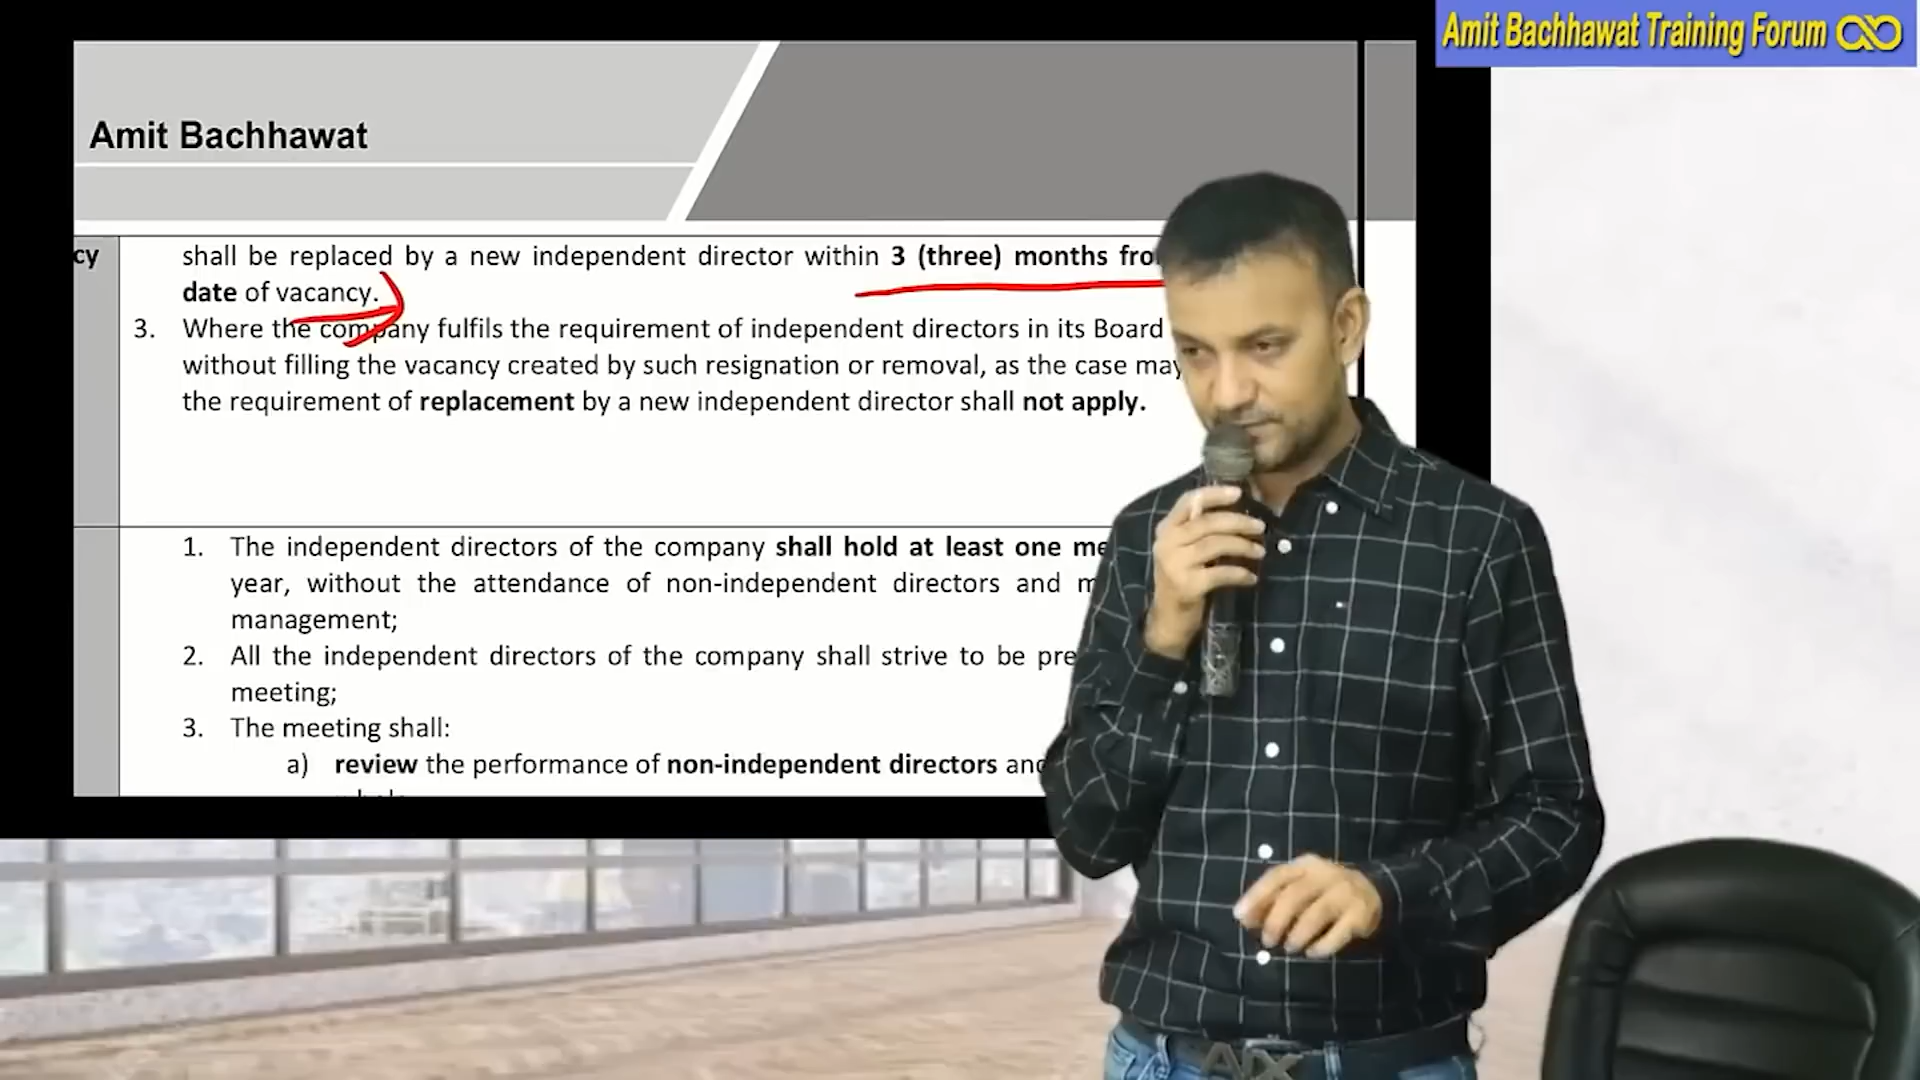 Amit Bachhawat Training Forum
Amit Bachhawat
cy
shall be replaced by a new independent director within 3 (three) months
date of vacancy.
3. Where the company fulfils the requirement of independent directors in its Board
without filling the vacancy created by such resignation or removal, as the case may
the requirement of replacement by a new independent director shall not apply.
1. The independent directors of the company shall hold at least one
year, without the attendance of non-independent directors and
management;
2. All the independent directors of the company shall strive to be
meeting;
3. The meeting shall:
a) review the performance of non-independent directors and